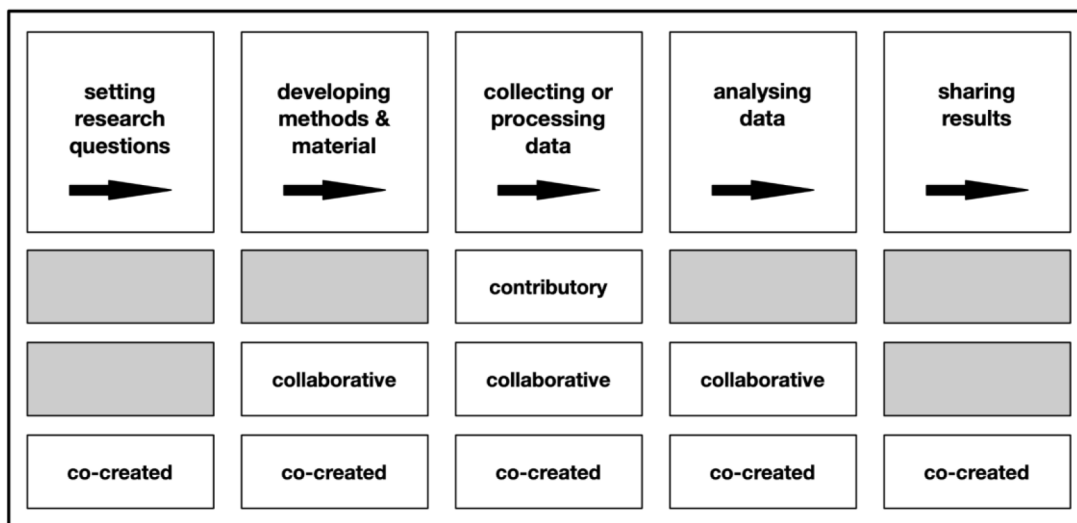 setting
research
questions
developing
methods &
material
collecting or
processing
data
analysing
data
sharing
results
contributory
collaborative
collaborative
collaborative
co-created
co-created
co-created
co-created
co-created